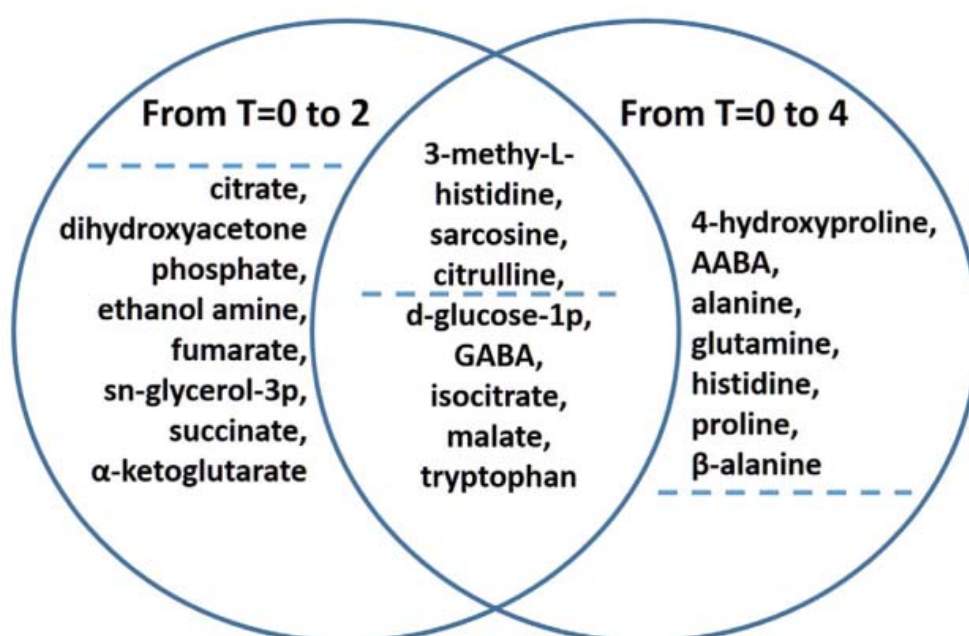 From T=0 to 2
citrate,
dihydroxyacetone
phosphate,
ethanol amine,
fumarate,
sn-glycerol-3p,
succinate,
α-ketoglutarate
3-methy-L-
histidine,
sarcosine,
citrulline,
d-glucose-1p,
GABA,
isocitrate,
malate,
tryptophan
From T=0 to 4
4-hydroxyproline,
AABA,
alanine,
glutamine,
histidine,
proline,
β-alanine